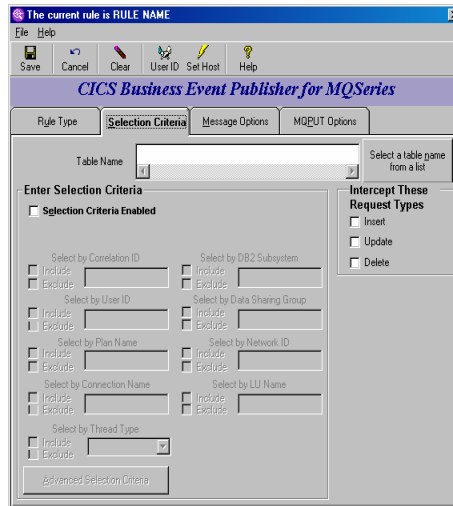 The current rule is RULE NAME
File Help
Save Cancel Clear User ID Set Host Help
CICS Business Event Publisher for MQSeries
Rule Type Selection Criteria Message Options MQPUT Options
Table Name
Select a table name from a list
Enter Selection Criteria
Selection Criteria Enabled
Intercept These Request Types
Insert
Update
Delete
Select by Correlation ID Select by DB2 Subsystem
Include Include
Exclude Exclude
Select by User ID Select by Data Sharing Group
Include Include
Exclude Exclude
Select by Plan Name Select by Network ID
Include Include
Exclude Exclude
Select by Connection Name Select by LU Name
Include Include
Exclude Exclude
Select by Thread Type
Include
Exclude
Advanced Selection Criteria